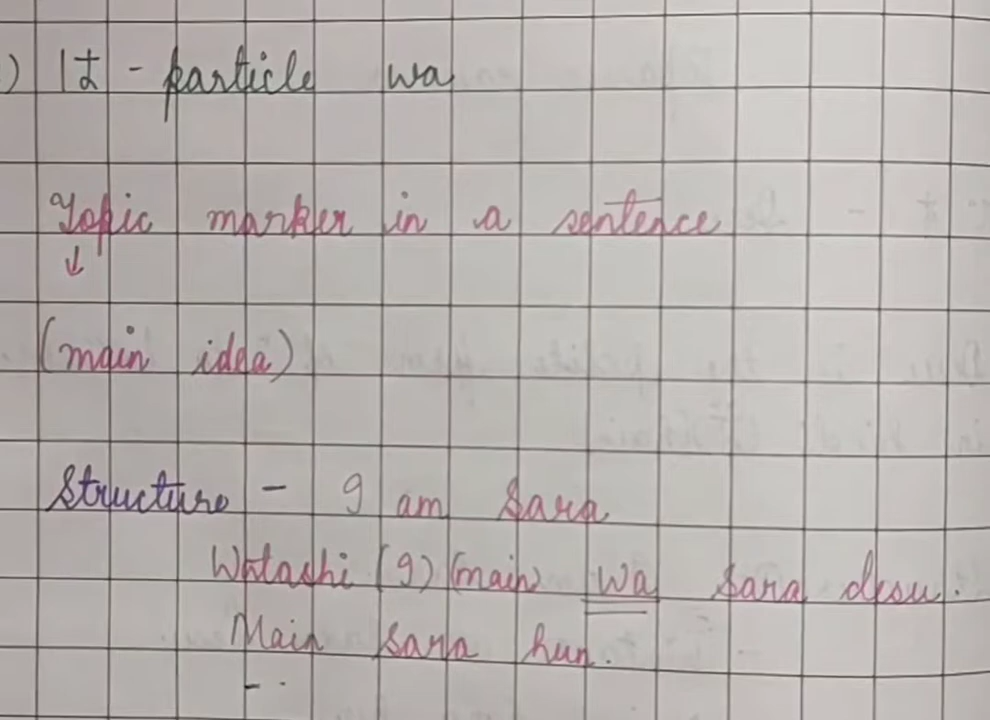 ) は - particle wa
Topic marker in a sentence
↓
(main idea)
Structure - I am Sara
Watashi (I) (main) wa Sara desu.
Main Sara hun.